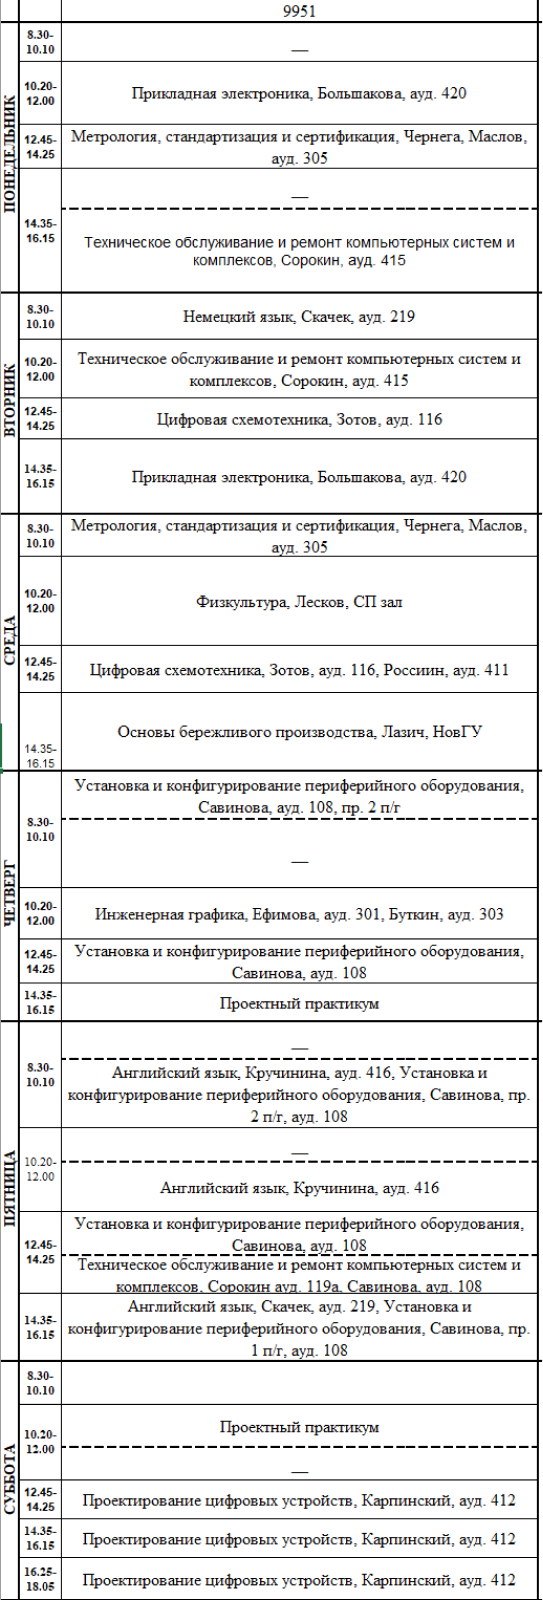 9951
ПОНЕДЕЛЬНИК
8.30-
10.10
—
10.20-
12.00
Прикладная электроника, Большакова, ауд. 420
12.45-
14.25
Метрология, стандартизация и сертификация, Чернега, Маслов,
ауд. 305
14.35-
16.15
—
Техническое обслуживание и ремонт компьютерных систем и
комплексов, Сорокин, ауд. 415
ВТОРНИК
8.30-
10.10
Немецкий язык, Скачек, ауд. 219
10.20-
12.00
Техническое обслуживание и ремонт компьютерных систем и
комплексов, Сорокин, ауд. 415
12.45-
14.25
Цифровая схемотехника, Зотов, ауд. 116
14.35-
16.15
Прикладная электроника, Большакова, ауд. 420
СРЕДА
8.30-
10.10
Метрология, стандартизация и сертификация, Чернега, Маслов,
ауд. 305
10.20-
12.00
Физкультура, Лесков, СП зал
12.45-
14.25
Цифровая схемотехника, Зотов, ауд. 116, Россиин, ауд. 411
14.35-
16.15
Основы бережливого производства, Лазич, НовГУ
ЧЕТВЕРГ
8.30-
10.10
Установка и конфигурирование периферийного оборудования,
Савинова, ауд. 108, пр. 2 п/г
—
10.20-
12.00
Инженерная графика, Ефимова, ауд. 301, Буткин, ауд. 303
12.45-
14.25
Установка и конфигурирование периферийного оборудования,
Савинова, ауд. 108
14.35-
16.15
Проектный практикум
ПЯТНИЦА
8.30-
10.10
—
Английский язык, Кручинина, ауд. 416, Установка и
конфигурирование периферийного оборудования, Савинова, пр.
2 п/г, ауд. 108
10.20-
12.00
—
Английский язык, Кручинина, ауд. 416
12.45-
14.25
Установка и конфигурирование периферийного оборудования,
Савинова, ауд. 108
Техническое обслуживание и ремонт компьютерных систем и
комплексов, Сорокин ауд. 119а, Савинова, ауд. 108
14.35-
16.15
Английский язык, Скачек, ауд. 219, Установка и
конфигурирование периферийного оборудования, Савинова, пр.
1 п/г, ауд. 108
СУББОТА
8.30-
10.10
10.20-
12.00
Проектный практикум
—
12.45-
14.25
Проектирование цифровых устройств, Карпинский, ауд. 412
14.35-
16.15
Проектирование цифровых устройств, Карпинский, ауд. 412
16.25-
18.05
Проектирование цифровых устройств, Карпинский, ауд. 412